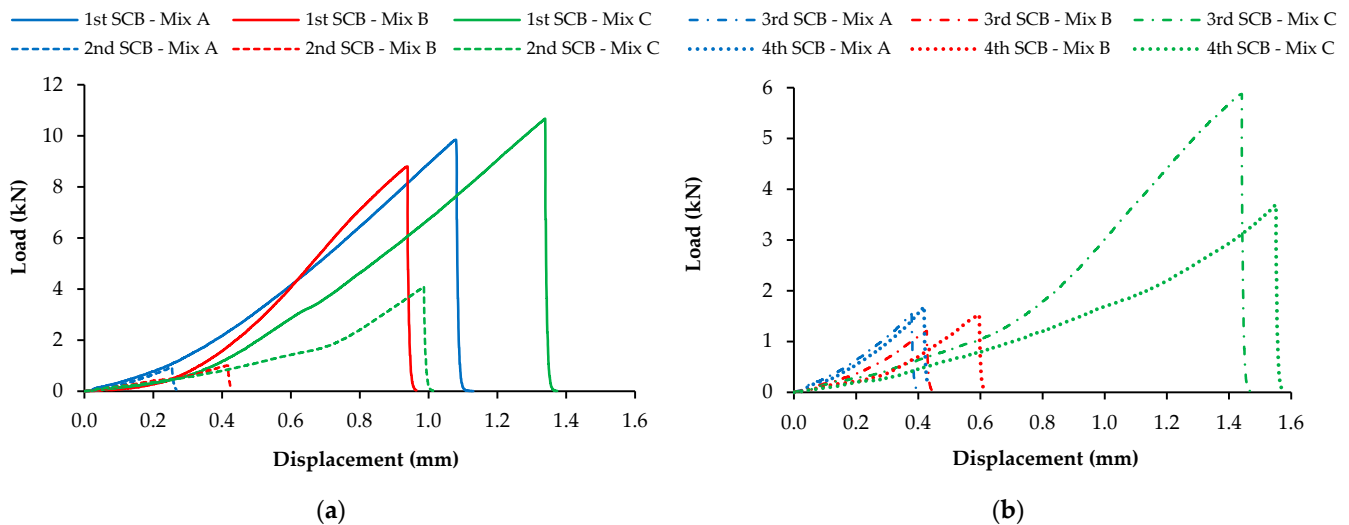 1st SCB - Mix A 1st SCB - Mix B 1st SCB - Mix C 3rd SCB - Mix A 3rd SCB - Mix B 3rd SCB - Mix C
2nd SCB - Mix A 2nd SCB - Mix B 2nd SCB - Mix C 4th SCB - Mix A 4th SCB - Mix B 4th SCB - Mix C
Load (kN)
12
10
8
6
4
2
0
0.0 0.2 0.4 0.6 0.8 1.0 1.2 1.4 1.6
Displacement (mm)
(a)
Load (kN)
6
5
4
3
2
1
0
0.0 0.2 0.4 0.6 0.8 1.0 1.2 1.4 1.6
Displacement (mm)
(b)